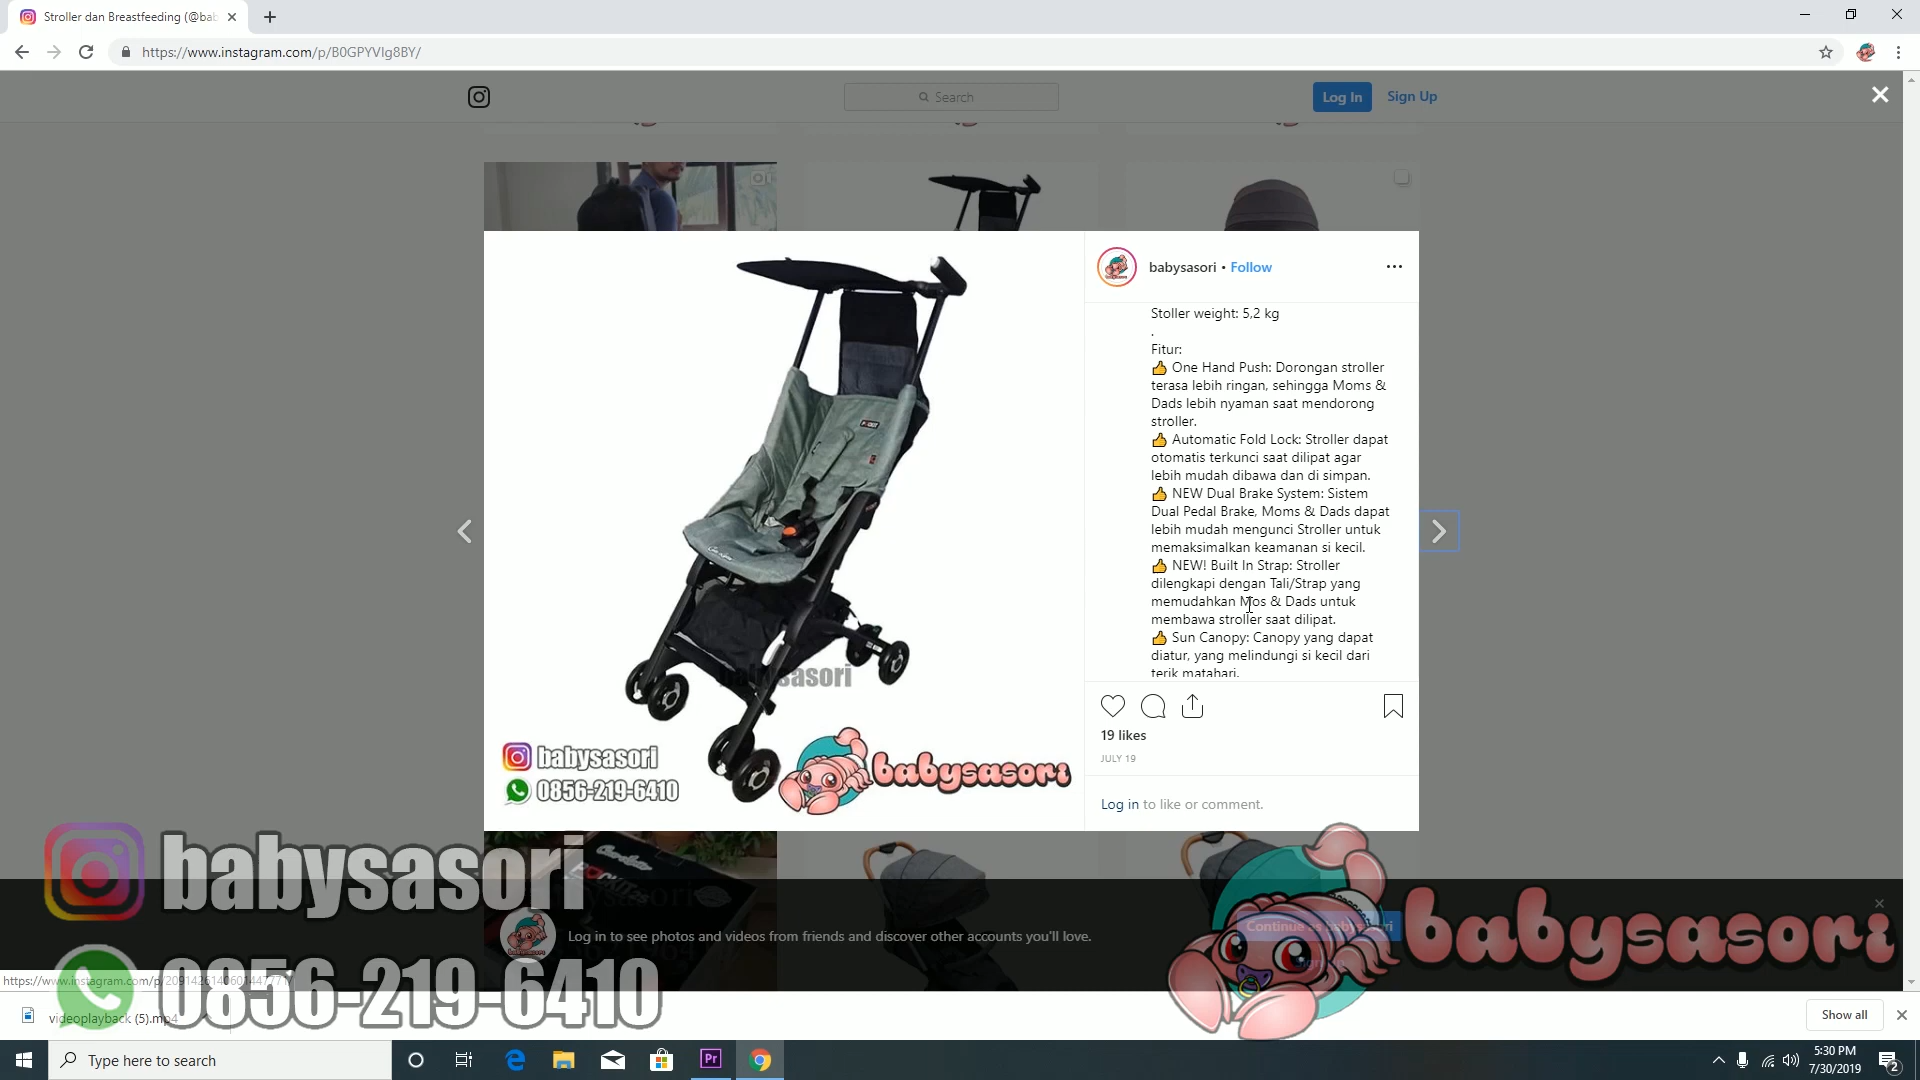 Stroller dan Breastfeeding (@bab
https://www.instagram.com/p/B0GPYVIg8BY/
Search
Log In
Sign Up
babysasori • Follow
Stoller weight: 5,2 kg
.
Fitur:
👍 One Hand Push: Dorongan stroller
terasa lebih ringan, sehingga Moms &
Dads lebih nyaman saat mendorong
stroller.
👍 Automatic Fold Lock: Stroller dapat
otomatis terkunci saat dilipat agar
lebih mudah dibawa dan di simpan.
👍 NEW Dual Brake System: Sistem
Dual Pedal Brake, Moms & Dads dapat
lebih mudah mengunci Stroller untuk
memaksimalkan keamanan si kecil.
👍 NEW! Built In Strap: Stroller
dilengkapi dengan Tali/Strap yang
memudahkan Mos & Dads untuk
membawa stroller saat dilipat.
👍 Sun Canopy: Canopy yang dapat
diatur, yang melindungi si kecil dari
terik matahari.
19 likes
JULY 19
Log in to like or comment.
babysasori
babysasori
0856-219-6410
babysasori
POCKIT
babysasori
babysasori
Log in to see photos and videos from friends and discover other accounts you'll love.
0856-219-6410
videoplayback (5).mp4
Show all
Type here to search
Pr
5:30 PM
7/30/2019
2